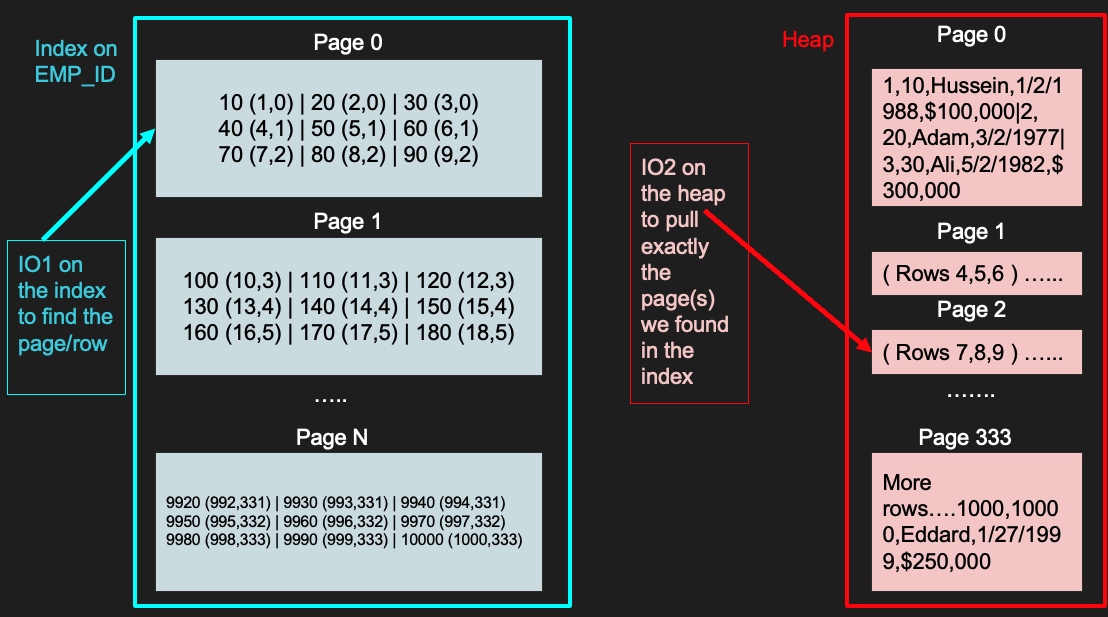 Index on
EMP_ID
Page 0
10 (1,0) | 20 (2,0) | 30 (3,0)
40 (4,1) | 50 (5,1) | 60 (6,1)
70 (7,2) | 80 (8,2) | 90 (9,2)
IO1 on
the index
to find the
page/row
Page 1
100 (10,3) | 110 (11,3) | 120 (12,3)
130 (13,4) | 140 (14,4) | 150 (15,4)
160 (16,5) | 170 (17,5) | 180 (18,5)
…..
Page N
9920 (992,331) | 9930 (993,331) | 9940 (994,331)
9950 (995,332) | 9960 (996,332) | 9970 (997,332)
9980 (998,333) | 9990 (999,333) | 10000 (1000,333)
IO2 on
the heap
to pull
exactly
the
page(s)
we found
in the
index
Heap
Page 0
1,10,Hussein,1/2/1
988,$100,000|2,
20,Adam,3/2/1977|
3,30,Ali,5/2/1982,$
300,000
Page 1
( Rows 4,5,6 ) …...
Page 2
( Rows 7,8,9 ) …...
…….
Page 333
More
rows….1000,1000
0,Eddard,1/27/199
9,$250,000